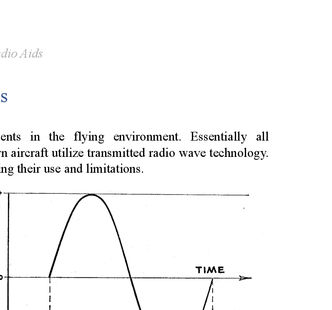 dio Aids
s
ents in the flying environment. Essentially all
n aircraft utilize transmitted radio wave technology.
ng their use and limitations.
TIME